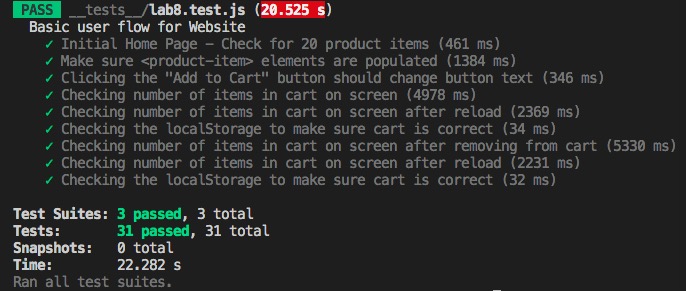 PASS __tests__/lab8.test.js (20.525 s)
Basic user flow for Website
✓ Initial Home Page – Check for 20 product items (461 ms)
✓ Make sure <product-item> elements are populated (1384 ms)
✓ Clicking the "Add to Cart" button should change button text (346 ms)
✓ Checking number of items in cart on screen (4978 ms)
✓ Checking number of items in cart on screen after reload (2369 ms)
✓ Checking the localStorage to make sure cart is correct (34 ms)
✓ Checking number of items in cart on screen after removing from cart (5330 ms)
✓ Checking number of items in cart on screen after reload (2231 ms)
✓ Checking the localStorage to make sure cart is correct (32 ms)
Test Suites: 3 passed, 3 total
Tests: 31 passed, 31 total
Snapshots: 0 total
Time: 22.282 s
Ran all test suites.